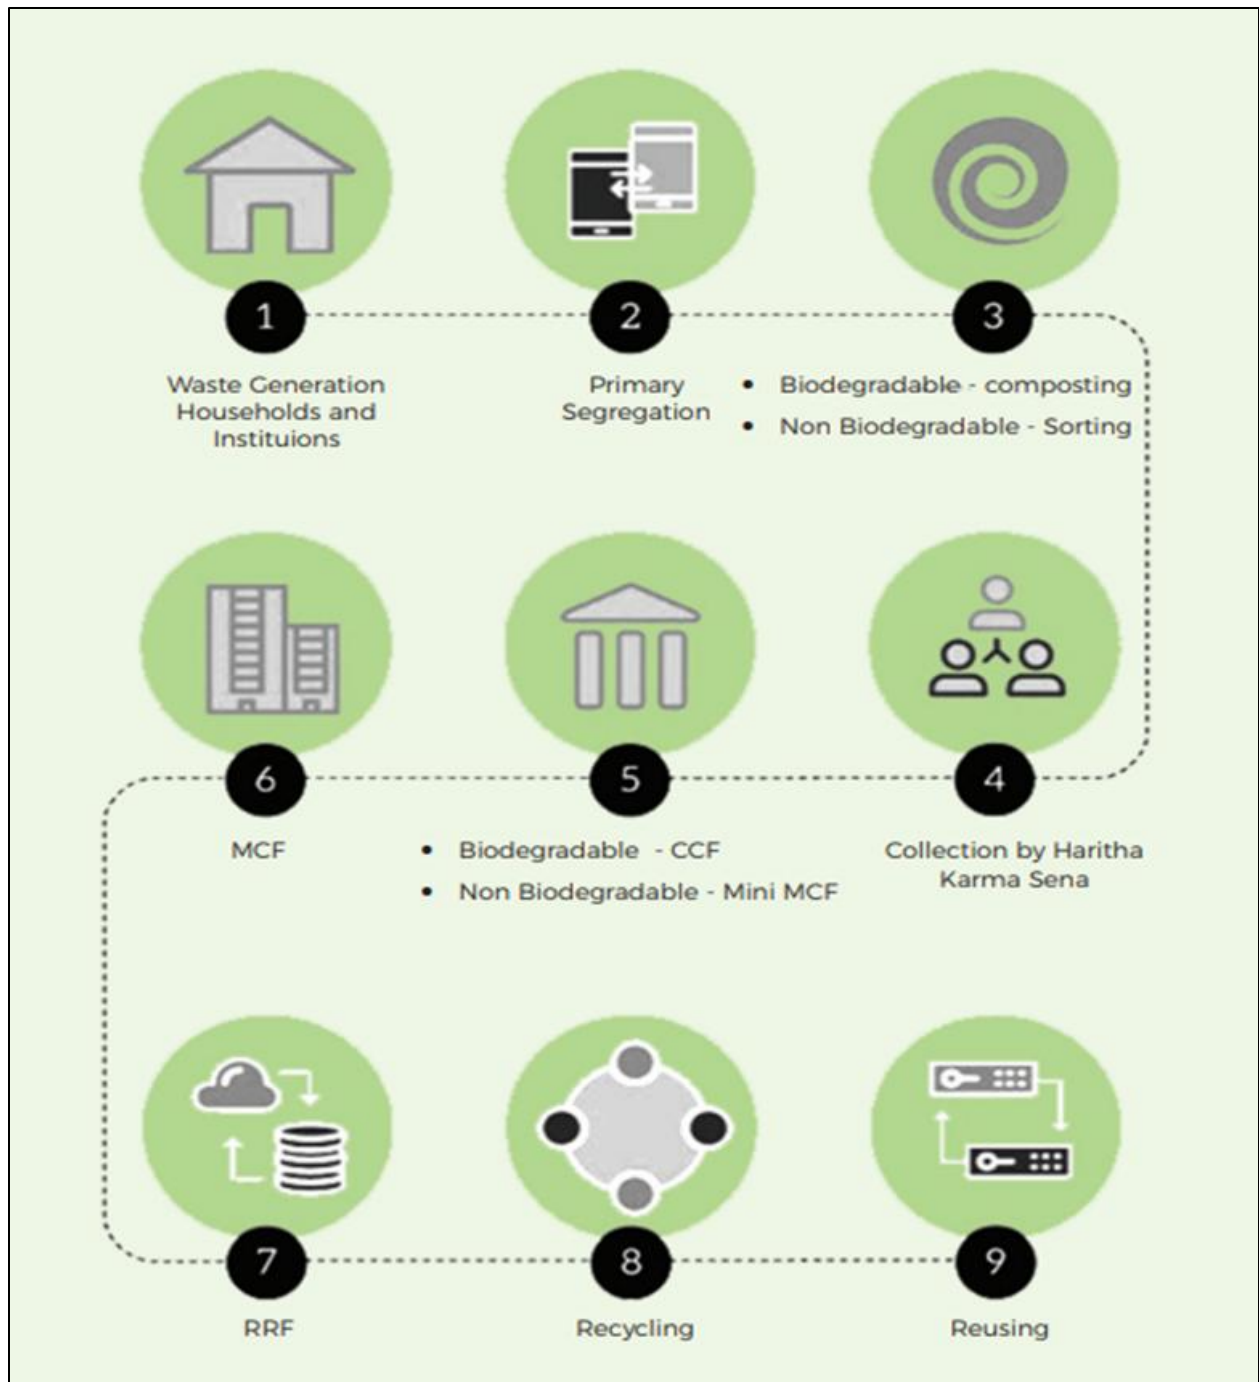 1
2
3
Waste Generation
Households and
Instituions
Primary
Segregation
• Biodegradable - composting
• Non Biodegradable - Sorting
6
5
4
MCF
• Biodegradable - CCF
• Non Biodegradable - Mini MCF
Collection by Haritha
Karma Sena
7
8
9
RRF
Recycling
Reusing